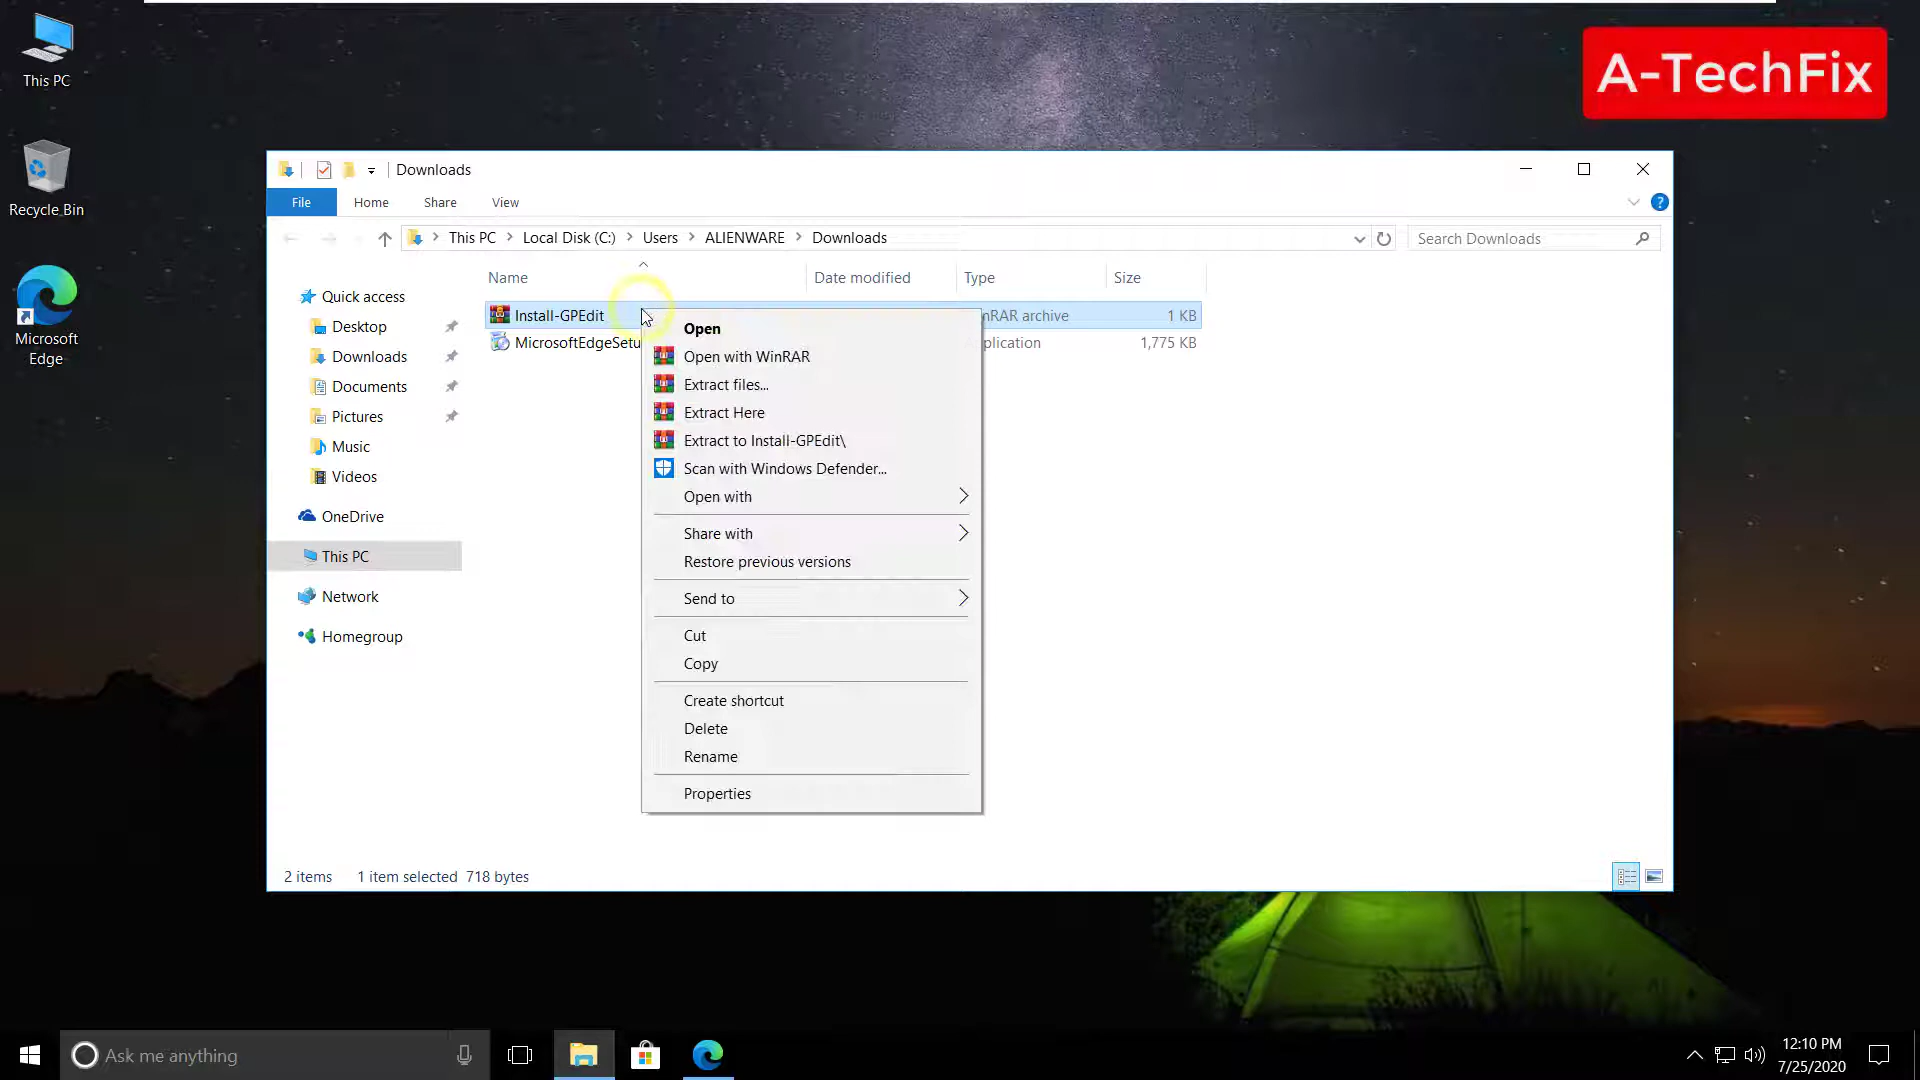 This PC
Recycle Bin
Microsoft
Edge
A-TechFix
Downloads
File Home Share View
This PC Local Disk (C:) Users ALIENWARE Downloads
Search Downloads
Name Date modified Type Size
Quick access
Desktop
Downloads
Documents
Pictures
Music
Videos
OneDrive
This PC
Network
Homegroup
Install-GPEdit nRAR archive 1 KB
MicrosoftEdgeSetu plication 1,775 KB
Open
Open with WinRAR
Extract files...
Extract Here
Extract to Install-GPEdit\
Scan with Windows Defender...
Open with
Share with
Restore previous versions
Send to
Cut
Copy
Create shortcut
Delete
Rename
Properties
2 items 1 item selected 718 bytes
Ask me anything
12:10 PM
7/25/2020